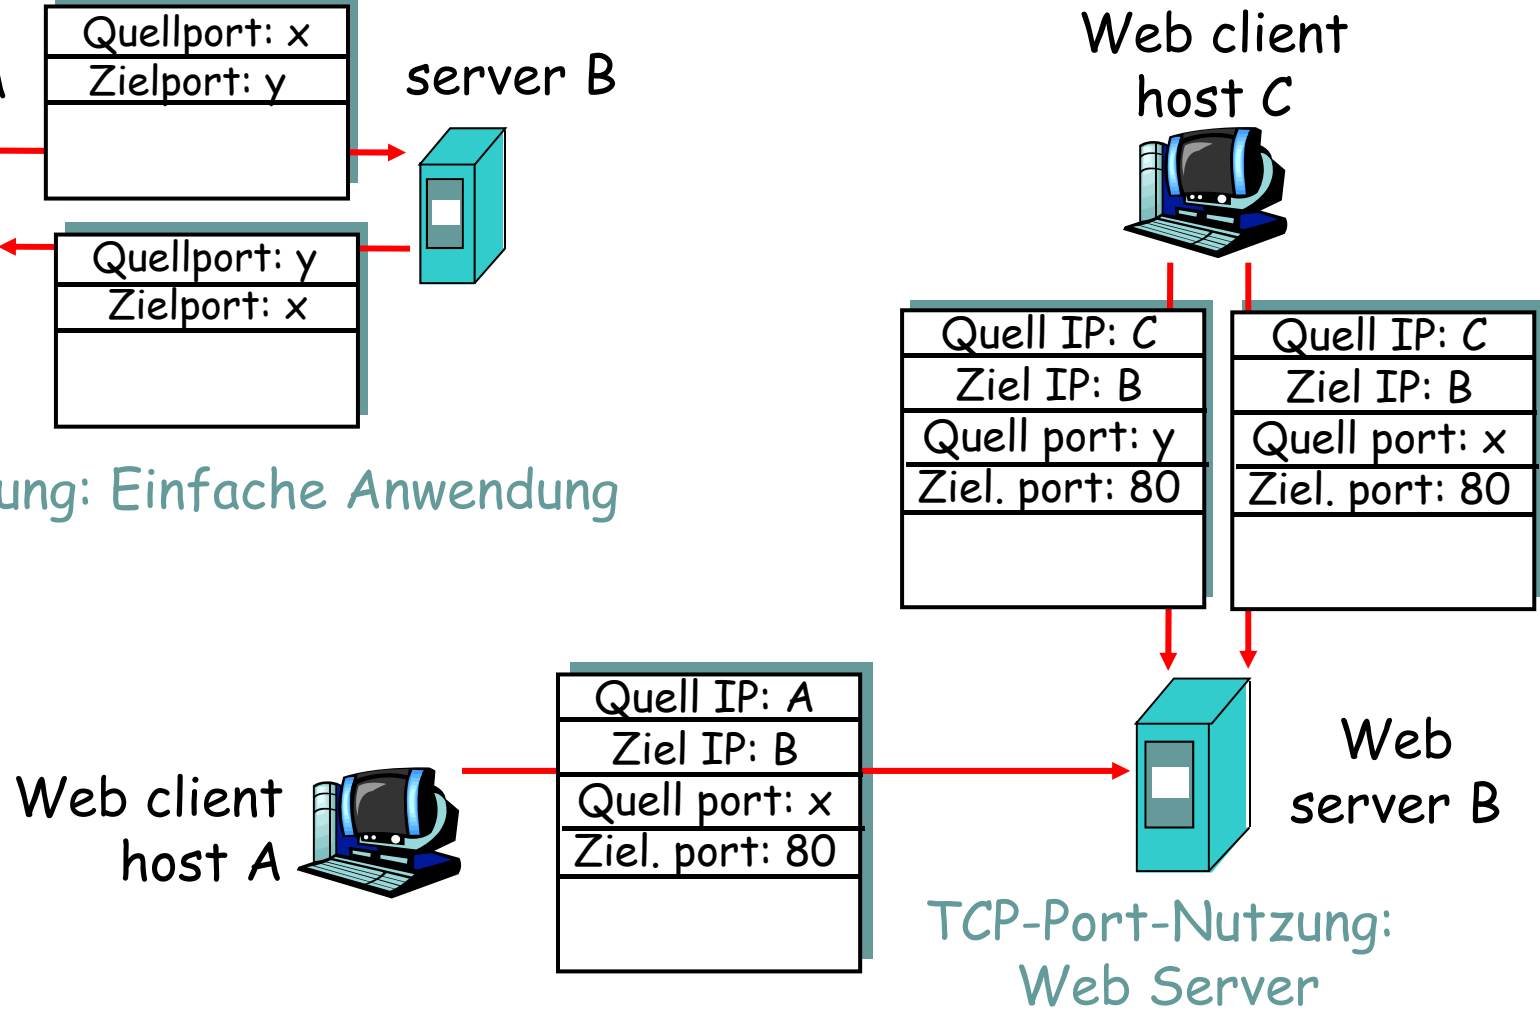 Quellport: x
Zielport: y
server B
Quellport: y
Zielport: x
ung: Einfache Anwendung
Web client
host C
Quell IP: C
Ziel IP: B
Quell port: y
Ziel. port: 80
Quell IP: C
Ziel IP: B
Quell port: x
Ziel. port: 80
Web client
host A
Quell IP: A
Ziel IP: B
Quell port: x
Ziel. port: 80
Web
server B
TCP-Port-Nutzung:
Web Server